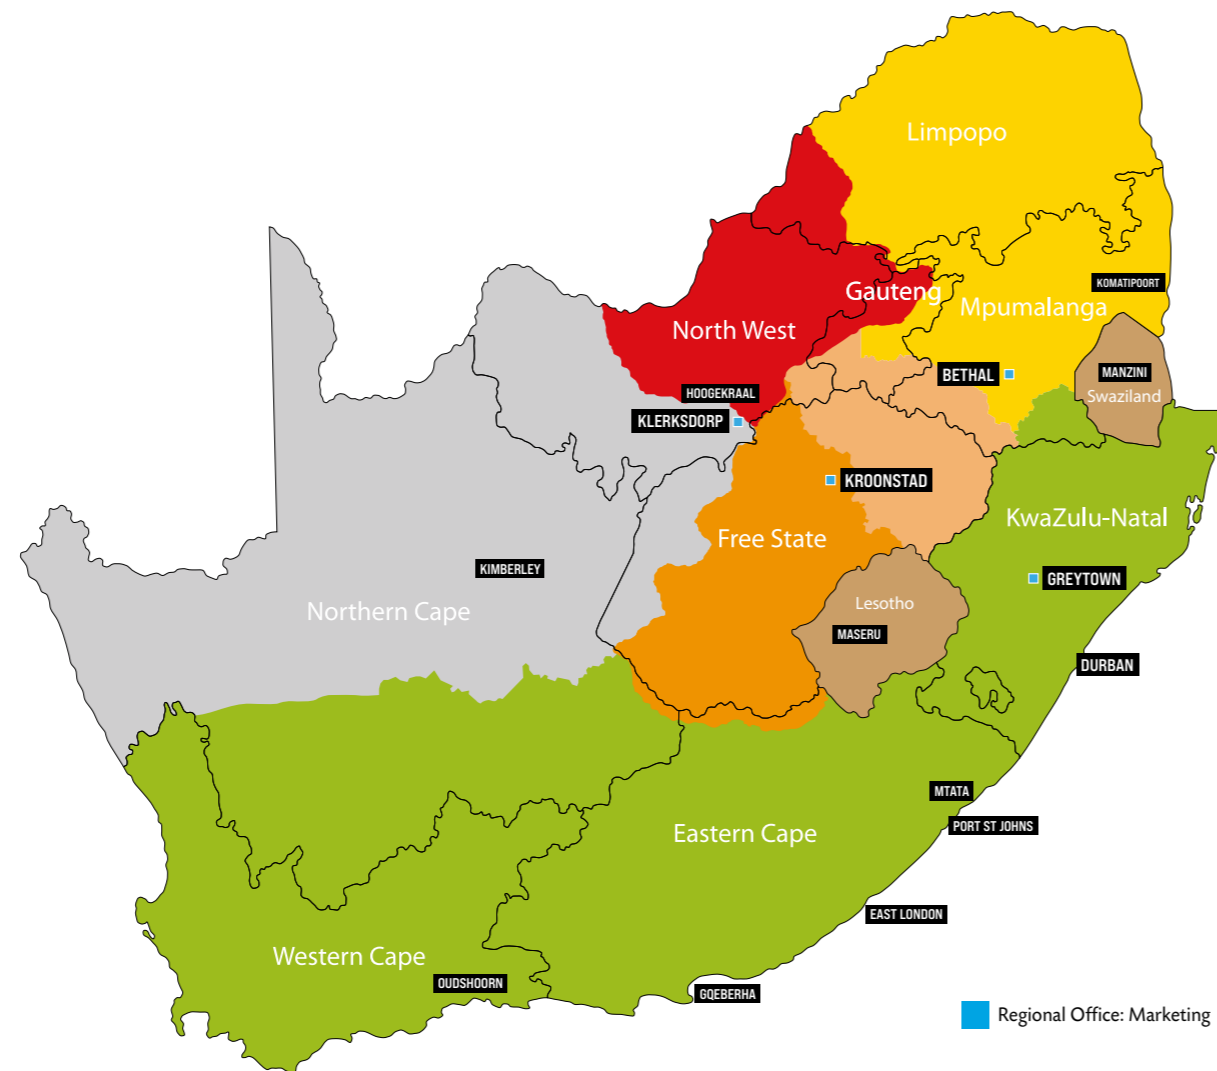 Limpopo
KOMATIPOORT
Gauteng
Mpumalanga
North West
BETHAL
MANZINI
Swaziland
HOOGEKRAAL
KLERKSDORP
KROONSTAD
KwaZulu-Natal
Free State
KIMBERLEY
GREYTOWN
Northern Cape
Lesotho
MASERU
DURBAN
MTATA
PORT ST JOHNS
Eastern Cape
EAST LONDON
Western Cape
OUDSHOORN
GQEBERHA
Regional Office: Marketing